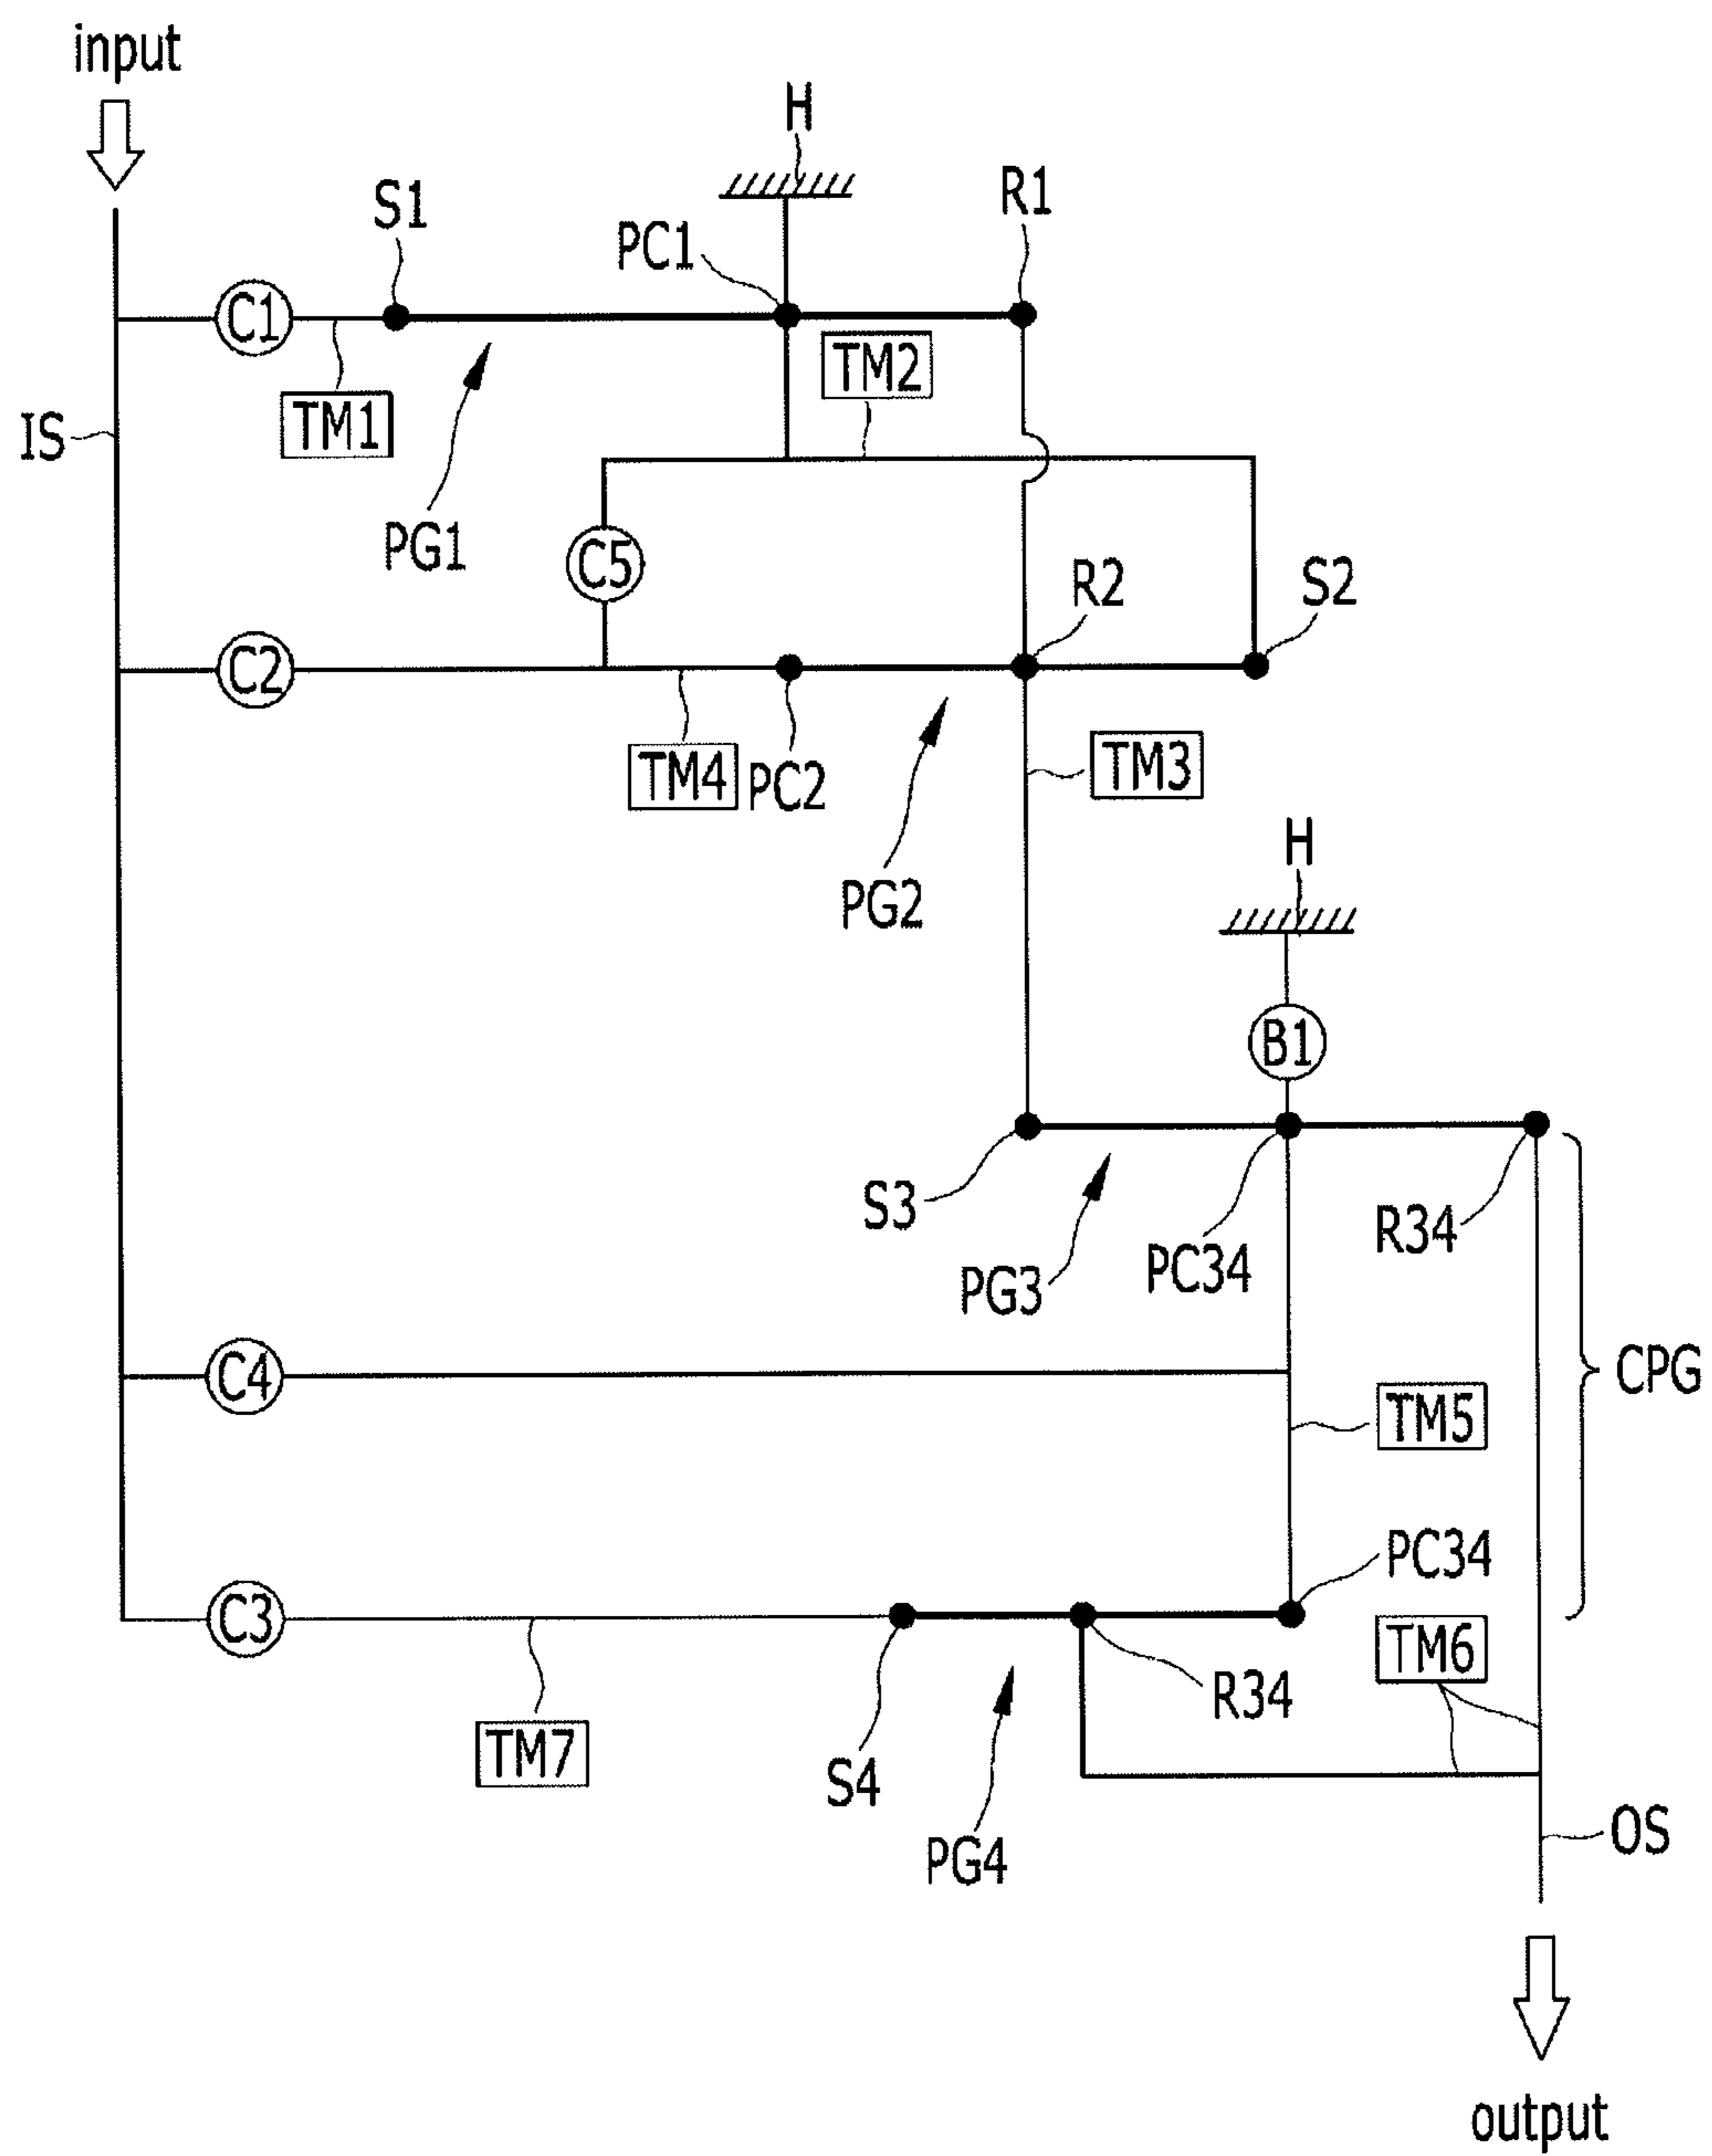 input
H
S1
PC1
R1
C1
TM2
TM1
IS
PG1
C5
R2
S2
C2
TM4
PC2
TM3
PG2
H
B1
S3
PC34
R34
PG3
C4
CPG
TM5
PC34
C3
TM6
R34
TM7
S4
PG4
OS
output